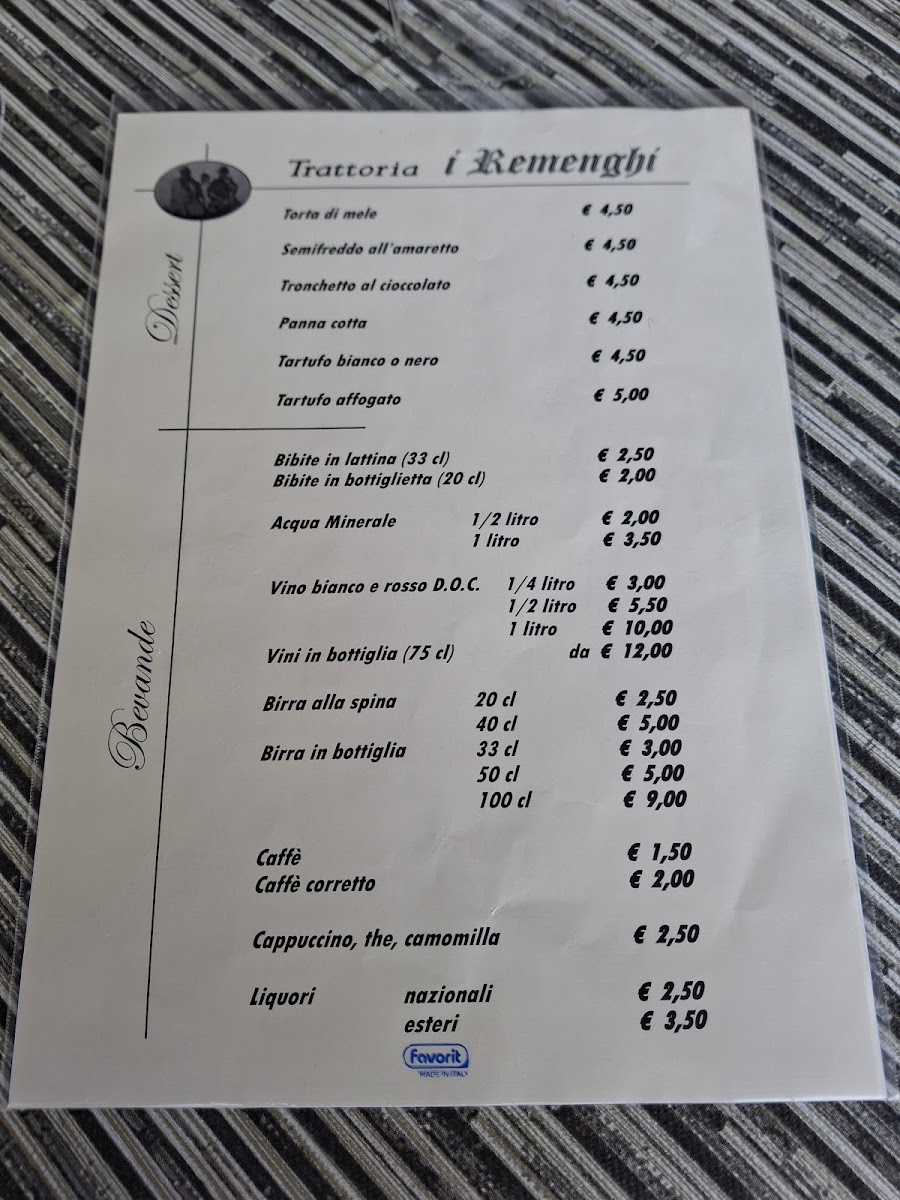 Trattoria i Remenghi
Dessert
Torta di mele € 4,50
Semifreddo all'amaretto € 4,50
Tronchetto al cioccolato € 4,50
Panna cotta € 4,50
Tartufo bianco o nero € 4,50
Tartufo affogato € 5,00
Bevande
Bibite in lattina (33 cl) € 2,50
Bibite in bottiglietta (20 cl) € 2,00
Acqua Minerale 1/2 litro € 2,00
1 litro € 3,50
Vino bianco e rosso D.O.C. 1/4 litro € 3,00
1/2 litro € 5,50
1 litro € 10,00
Vini in bottiglia (75 cl) da € 12,00
Birra alla spina 20 cl € 2,50
40 cl € 5,00
Birra in bottiglia 33 cl € 3,00
50 cl € 5,00
100 cl € 9,00
Caffè € 1,50
Caffè corretto € 2,00
Cappuccino, the, camomilla € 2,50
Liquori nazionali € 2,50
esteri € 3,50
Favorit
MADE IN ITALY